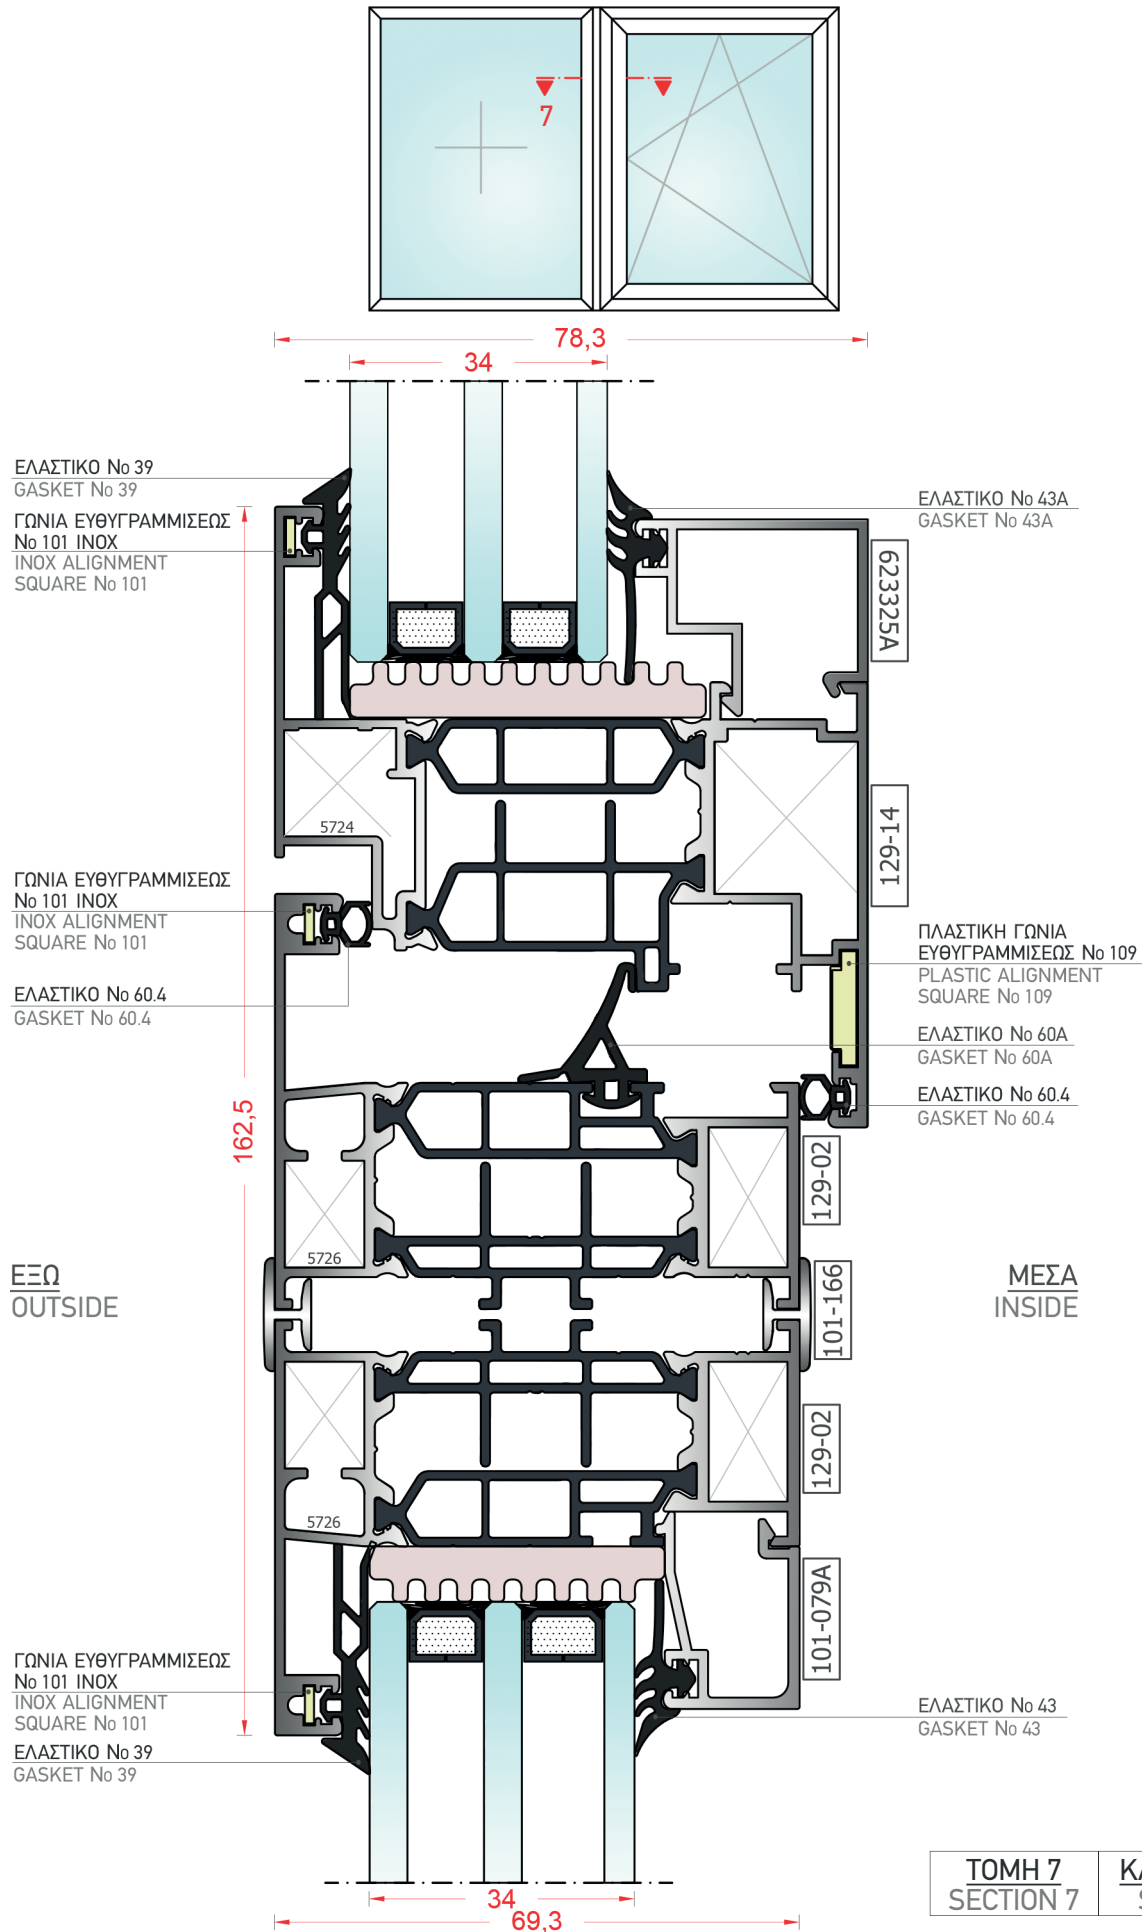 7
78,3
34
ΕΛΑΣΤΙΚΟ Νο 39
GASKET No 39
ΓΩΝΙΑ ΕΥΘΥΓΡΑΜΜΙΣΕΩΣ
Νο 101 INOX
INOX ALIGNMENT
SQUARE No 101
ΕΛΑΣΤΙΚΟ Νο 43Α
GASKET No 43A
623325A
5724
129-14
ΓΩΝΙΑ ΕΥΘΥΓΡΑΜΜΙΣΕΩΣ
Νο 101 INOX
INOX ALIGNMENT
SQUARE No 101
ΠΛΑΣΤΙΚΗ ΓΩΝΙΑ
ΕΥΘΥΓΡΑΜΜΙΣΕΩΣ Νο 109
PLASTIC ALIGNMENT
SQUARE No 109
ΕΛΑΣΤΙΚΟ Νο 60.4
GASKET No 60.4
ΕΛΑΣΤΙΚΟ Νο 60Α
GASKET No 60A
ΕΛΑΣΤΙΚΟ Νο 60.4
GASKET No 60.4
162,5
129-02
5726
ΕΞΩ
OUTSIDE
ΜΕΣΑ
INSIDE
101-166
129-02
5726
101-079A
ΓΩΝΙΑ ΕΥΘΥΓΡΑΜΜΙΣΕΩΣ
Νο 101 INOX
INOX ALIGNMENT
SQUARE No 101
ΕΛΑΣΤΙΚΟ Νο 39
GASKET No 39
ΕΛΑΣΤΙΚΟ Νο 43
GASKET No 43
ΤΟΜΗ 7
SECTION 7
34
69,3